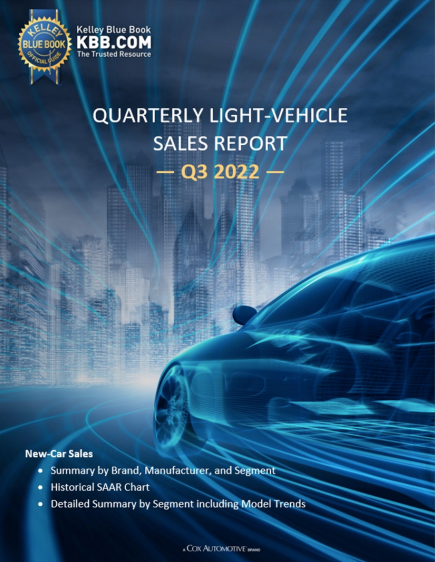 KELLEY
BLUE BOOK
OFFICIAL GUIDE
Kelley Blue Book
KBB.COM
The Trusted Resource
QUARTERLY LIGHT-VEHICLE
SALES REPORT
— Q3 2022 —
New-Car Sales
• Summary by Brand, Manufacturer, and Segment
• Historical SAAR Chart
• Detailed Summary by Segment including Model Trends
A COX AUTOMOTIVE BRAND